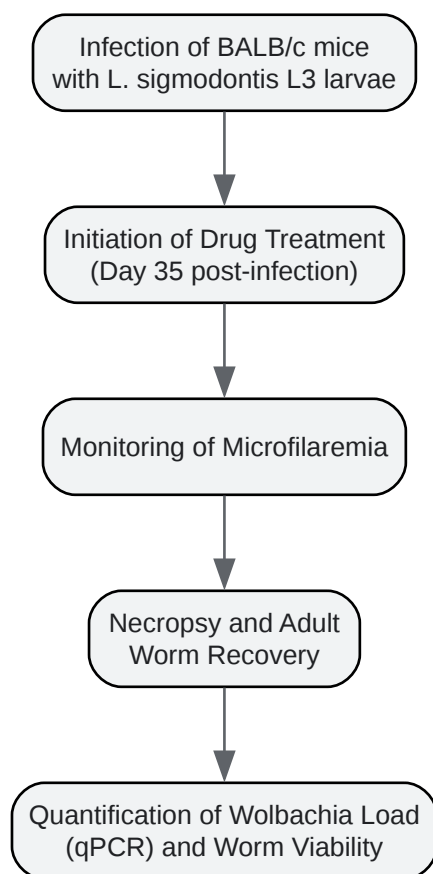 Infection of BALB/c mice
with L. sigmodontis L3 larvae
Initiation of Drug Treatment
(Day 35 post-infection)
Monitoring of Microfilaremia
Necropsy and Adult
Worm Recovery
Quantification of Wolbachia Load
(qPCR) and Worm Viability